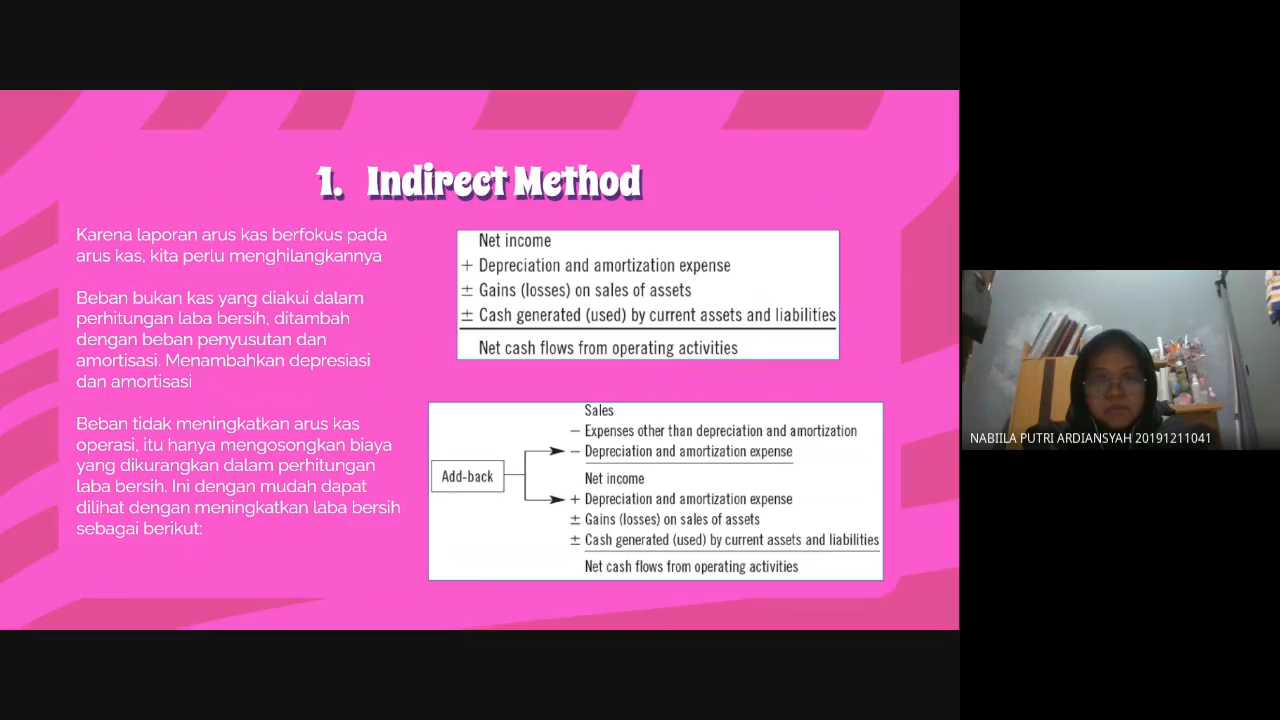 1. Indirect Method
Karena laporan arus kas berfokus pada
arus kas, kita perlu menghilangkannya
Beban bukan kas yang diakui dalam
perhitungan laba bersih, ditambah
dengan beban penyusutan dan
amortisasi. Menambahkan depresiasi
dan amortisasi
Beban tidak meningkatkan arus kas
operasi, itu hanya mengosongkan biaya
yang dikurangkan dalam perhitungan
laba bersih. Ini dengan mudah dapat
dilihat dengan meningkatkan laba bersih
sebagai berikut:
Net income
+ Depreciation and amortization expense
± Gains (losses) on sales of assets
± Cash generated (used) by current assets and liabilities
Net cash flows from operating activities
Sales
− Expenses other than depreciation and amortization
− Depreciation and amortization expense
Add-back
Net income
+ Depreciation and amortization expense
± Gains (losses) on sales of assets
± Cash generated (used) by current assets and liabilities
Net cash flows from operating activities
NABIILA PUTRI ARDIANSYAH 20191211041